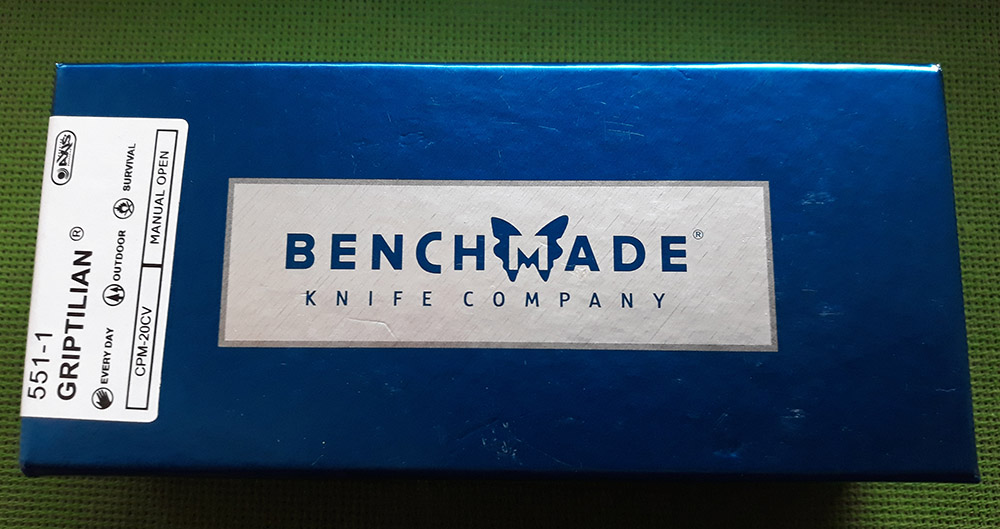 BENCHMADE®
KNIFE COMPANY
551-1
GRIPTILIAN®
EVERY DAY OUTDOOR SURVIVAL
CPM-20CV MANUAL OPEN